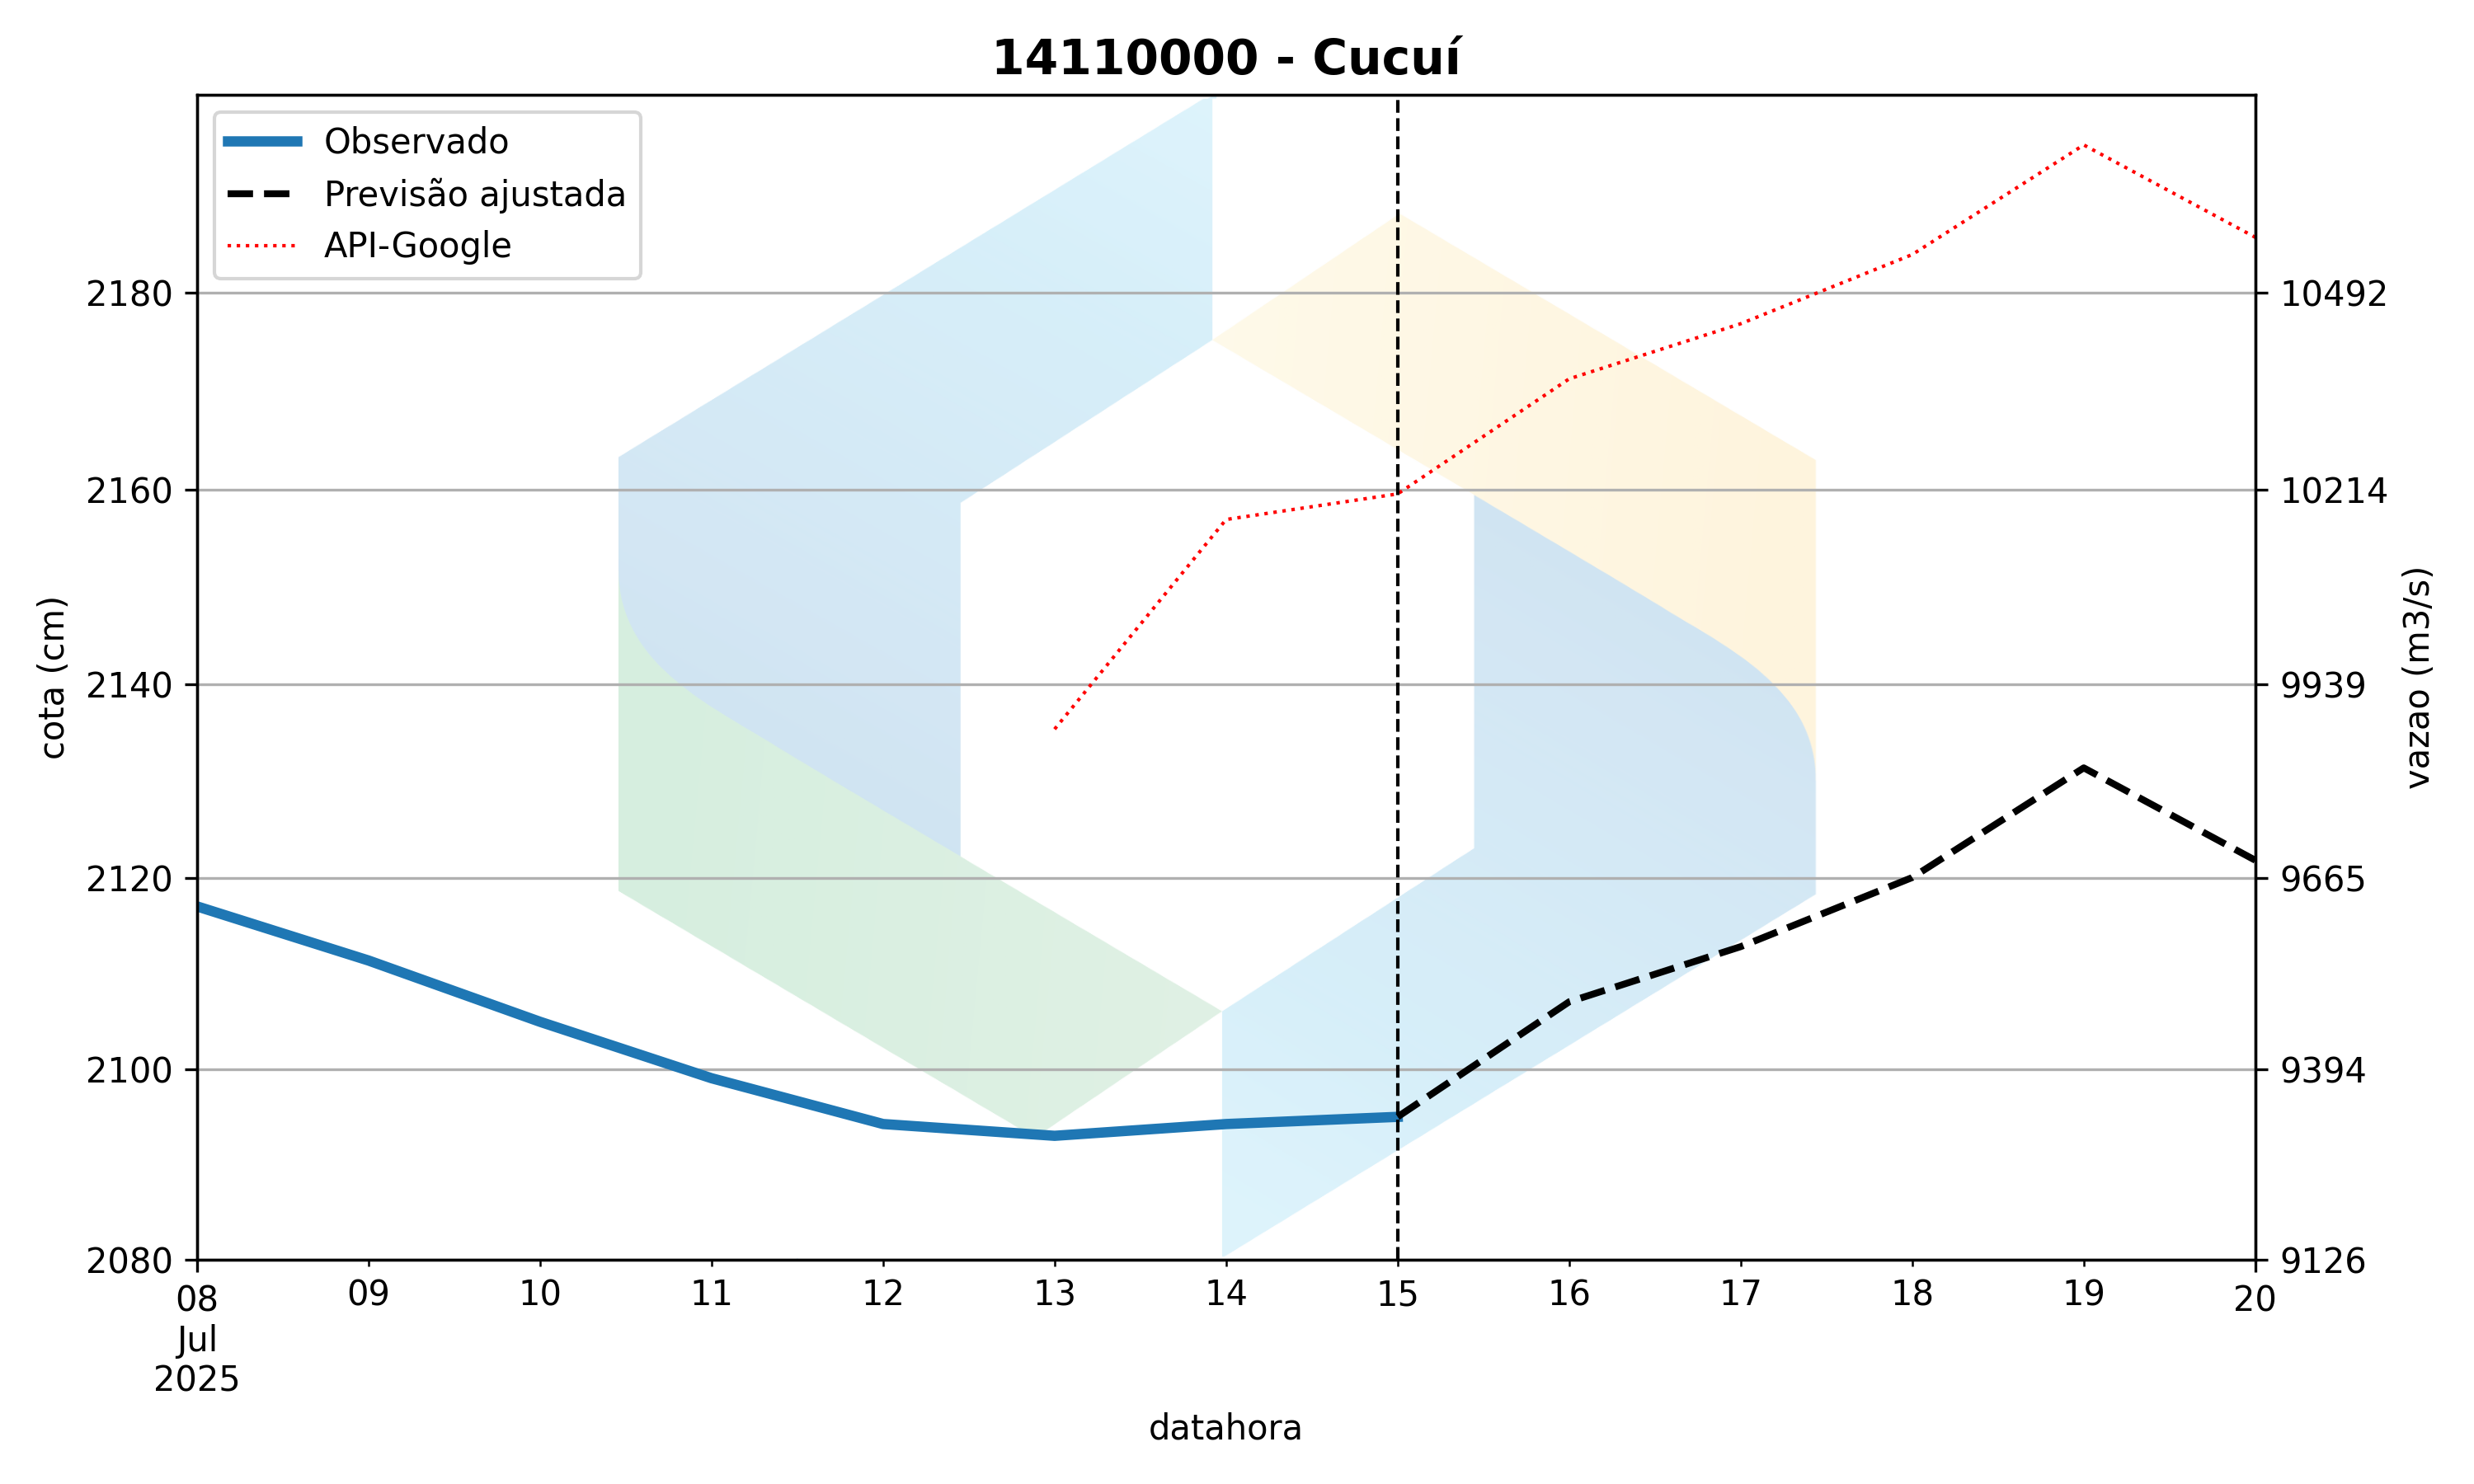 14110000 - Cucuí
Observado
Previsão ajustada
API-Google
cota (cm)
2180
2160
2140
2120
2100
2080
10492
10214
9939
9665
9394
9126
vazao (m3/s)
08 09 10 11 12 13 14 15 16 17 18 19 20
Jul
2025
datahora